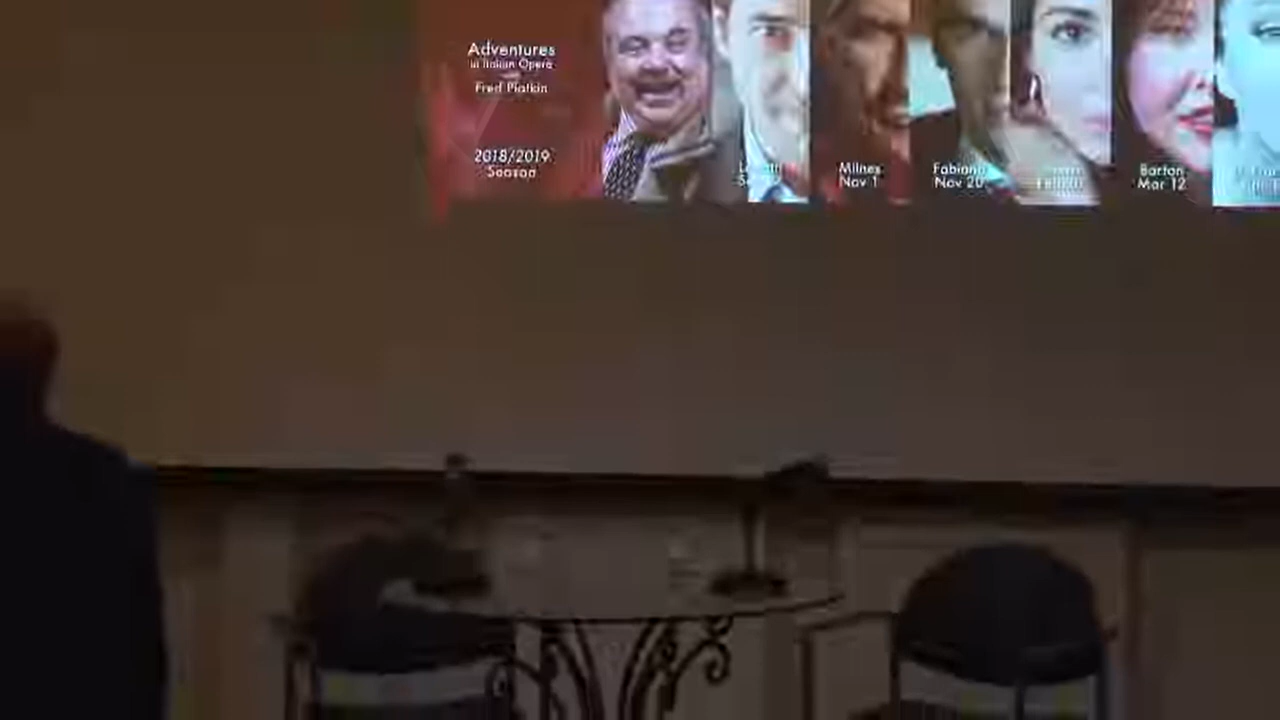 Adventures
in Italian Opera
Fred Plotkin
2018/2019
Season
Milnes
Nov 1
Fabiano
Nov 20
Barton
Mar 12